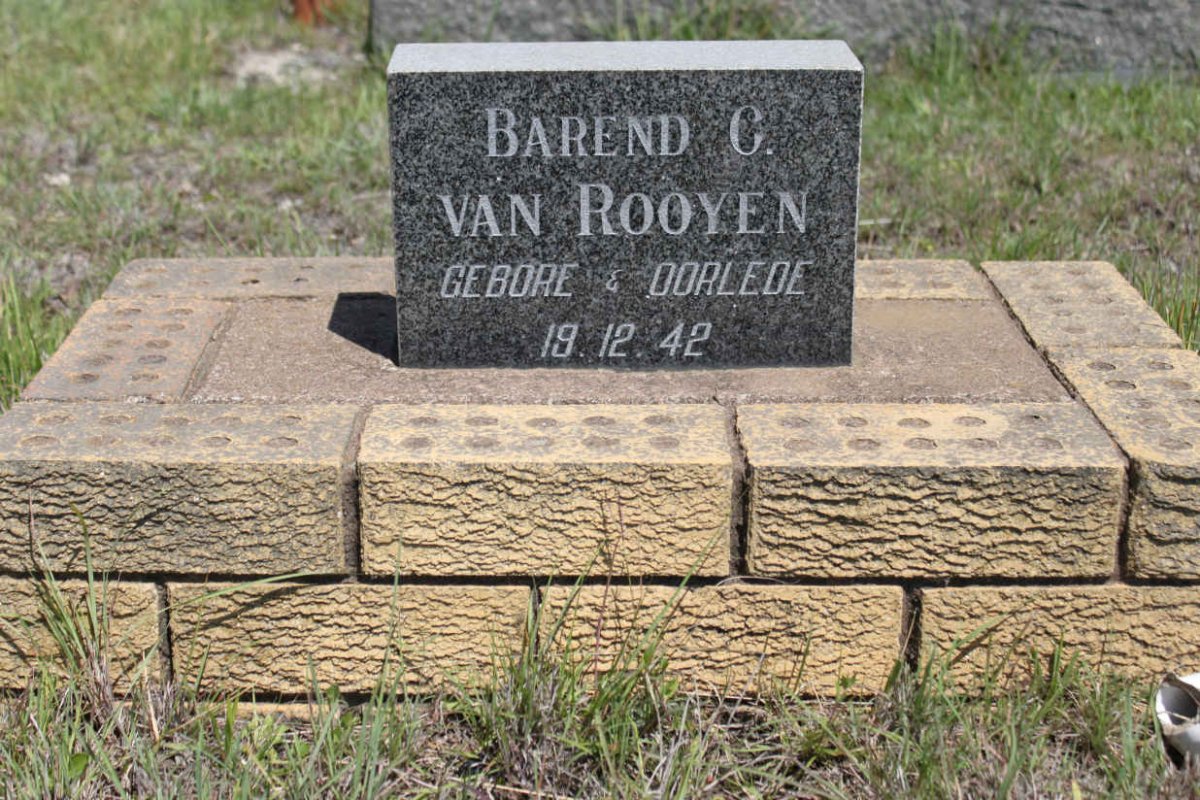 BAREND C.
VAN ROOYEN
GEBORE & OORLEDE
19.12.42